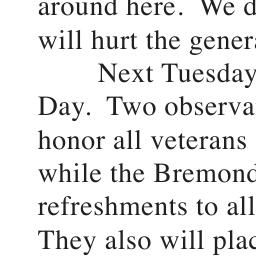 around here. We d
will hurt the gener
Next Tuesday
Day. Two observa
honor all veterans
while the Bremond
refreshments to all
They also will plac